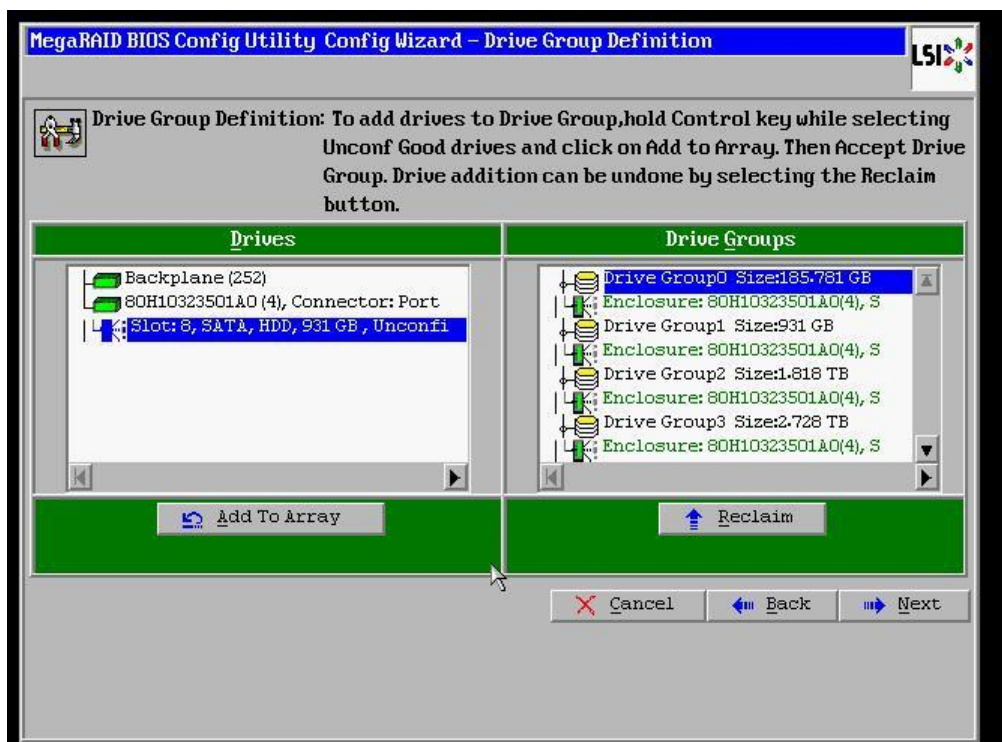 MegaRAID BIOS Config Utility Config Wizard – Drive Group Definition
LSI
Drive Group Definition: To add drives to Drive Group,hold Control key while selecting
Unconf Good drives and click on Add to Array. Then Accept Drive
Group. Drive addition can be undone by selecting the Reclaim
button.
Drives
Backplane (252)
80H10323501A0 (4), Connector: Port
Slot: 8, SATA, HDD, 931 GB , Unconfi
Add To Array
Drive Groups
Drive Group0 Size:185.781 GB
Enclosure: 80H10323501A0(4), S
Drive Group1 Size:931 GB
Enclosure: 80H10323501A0(4), S
Drive Group2 Size:1.818 TB
Enclosure: 80H10323501A0(4), S
Drive Group3 Size:2.728 TB
Enclosure: 80H10323501A0(4), S
Reclaim
Cancel
Back
Next